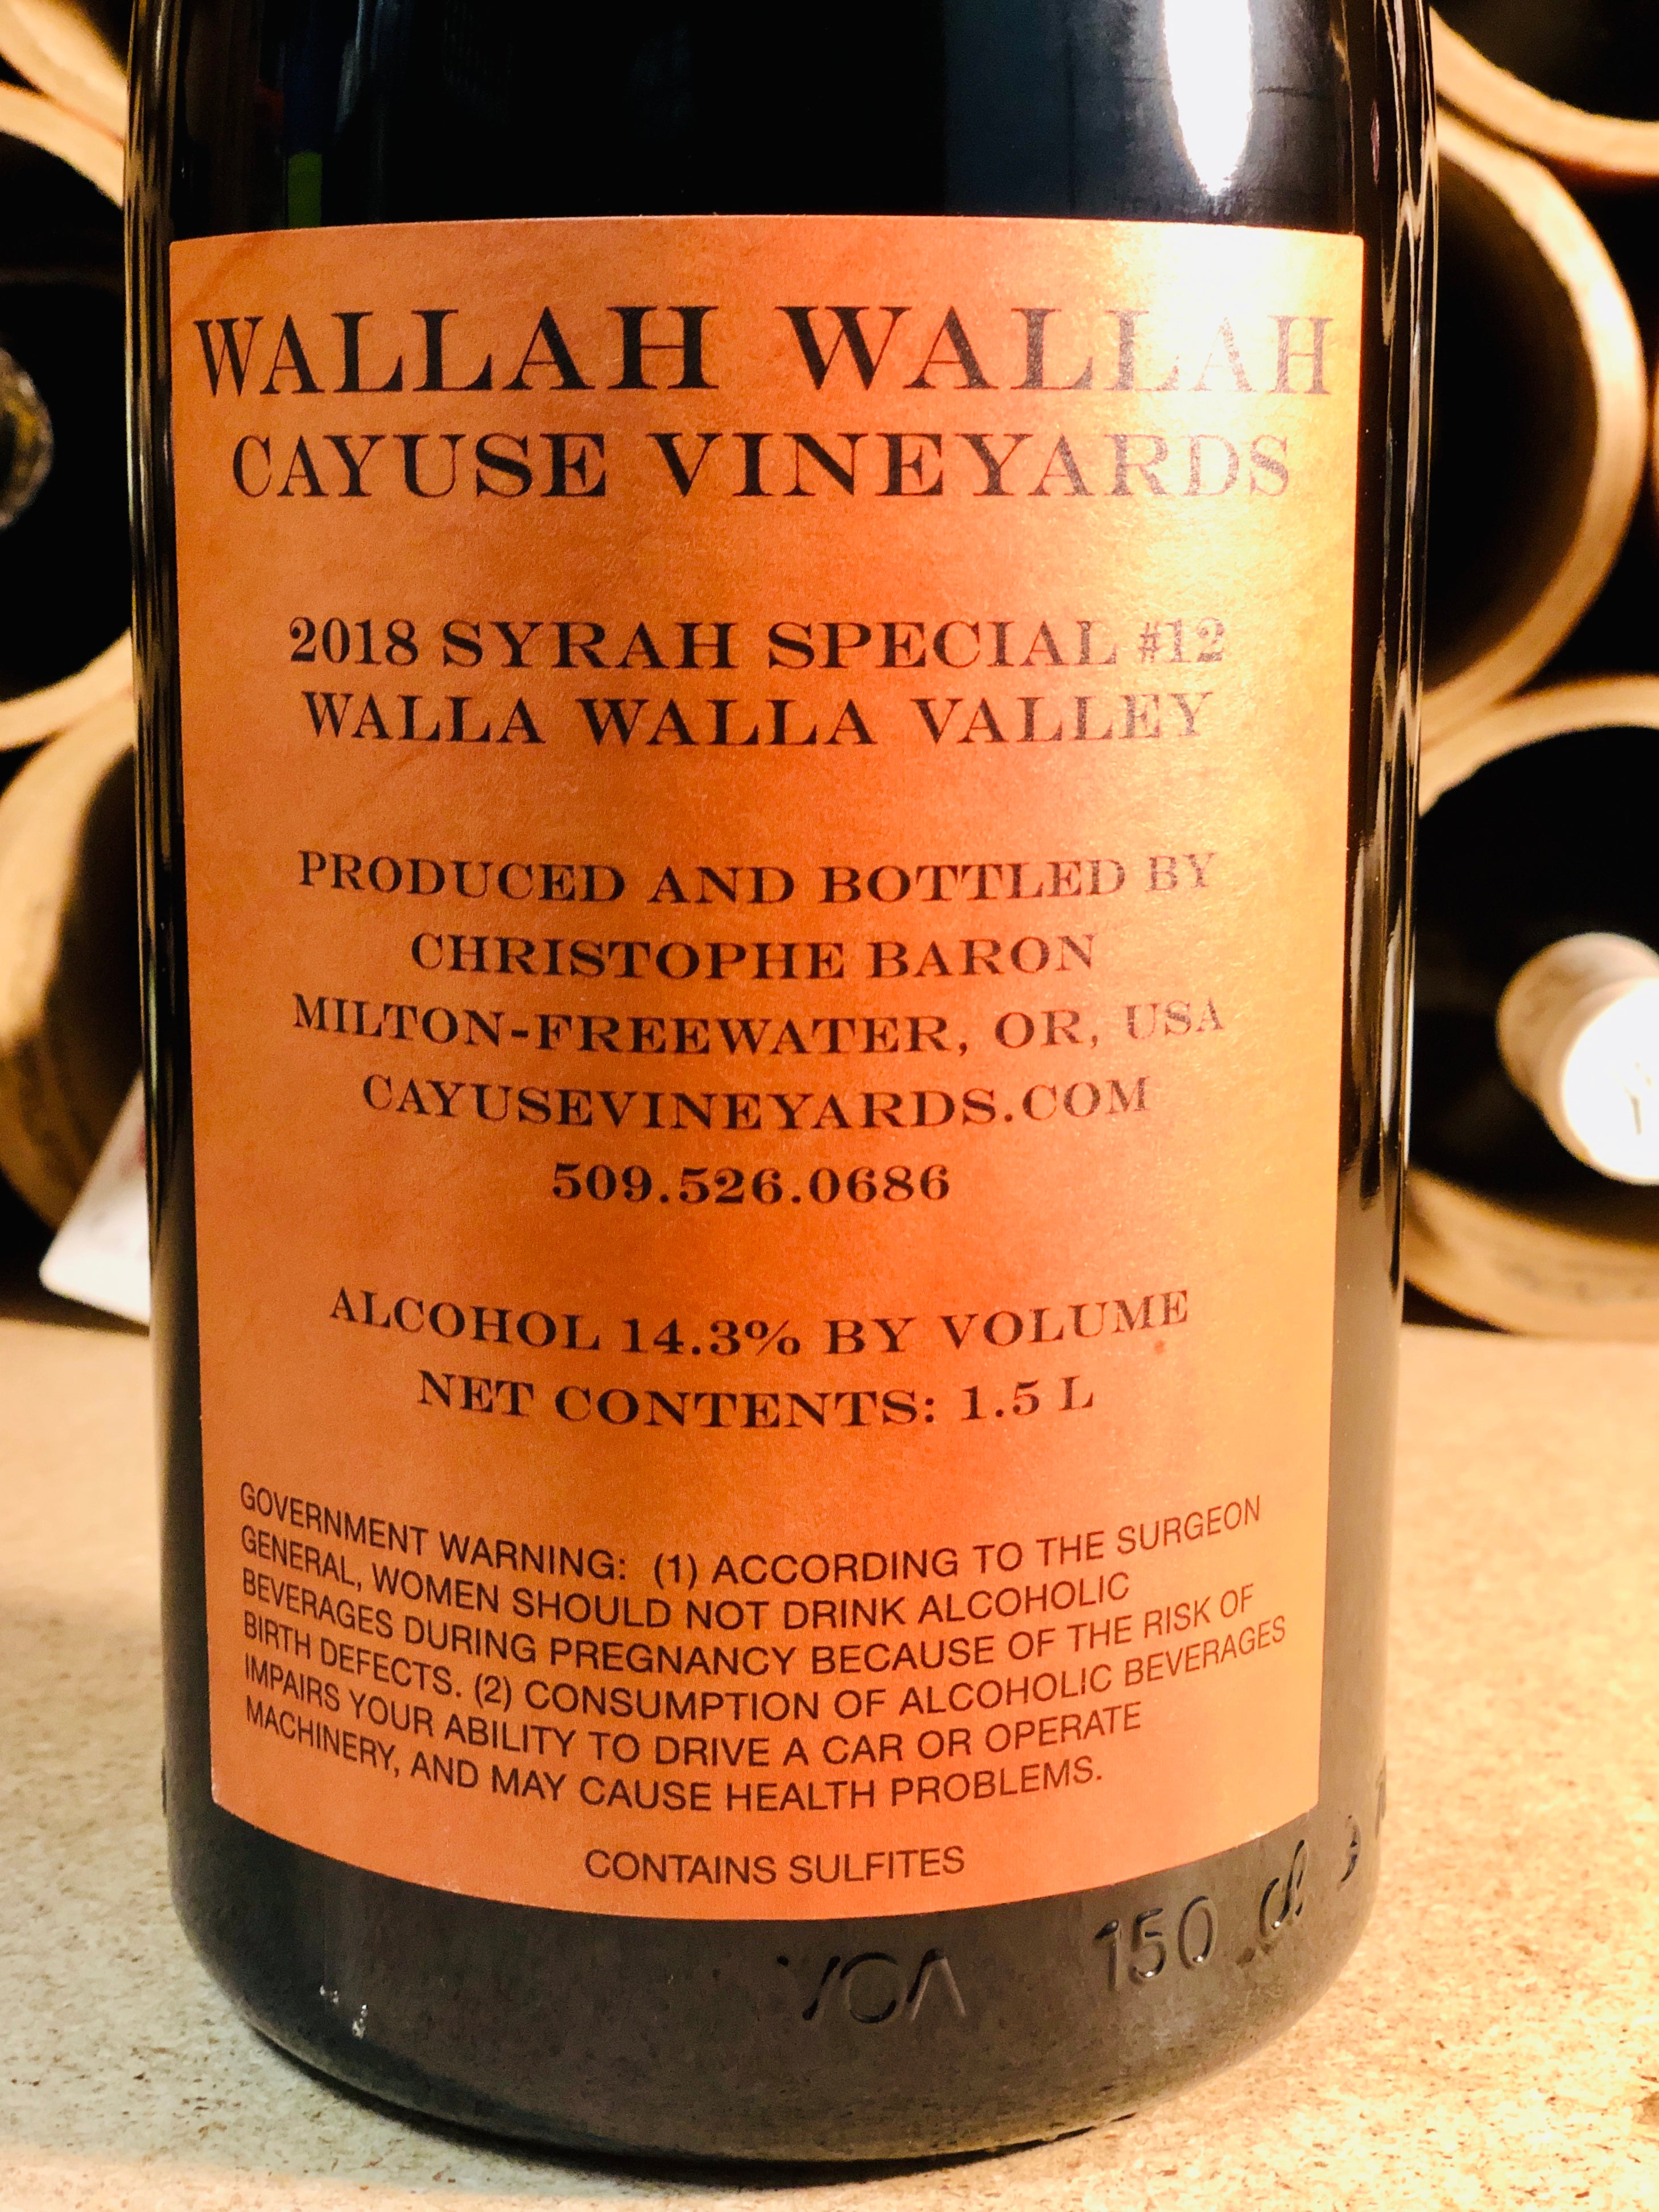 WALLAH WALLAH
CAYUSE VINEYARDS
2018 SYRAH SPECIAL #12
WALLA WALLA VALLEY
PRODUCED AND BOTTLED BY
CHRISTOPHE BARON
MILTON-FREEWATER, OR, USA
CAYUSEVINEYARDS.COM
509.526.0686
ALCOHOL 14.3% BY VOLUME
NET CONTENTS: 1.5 L
GOVERNMENT WARNING: (1) ACCORDING TO THE SURGEON
GENERAL, WOMEN SHOULD NOT DRINK ALCOHOLIC
BEVERAGES DURING PREGNANCY BECAUSE OF THE RISK OF
BIRTH DEFECTS. (2) CONSUMPTION OF ALCOHOLIC BEVERAGES
IMPAIRS YOUR ABILITY TO DRIVE A CAR OR OPERATE
MACHINERY, AND MAY CAUSE HEALTH PROBLEMS.
CONTAINS SULFITES
VOA 150 cl